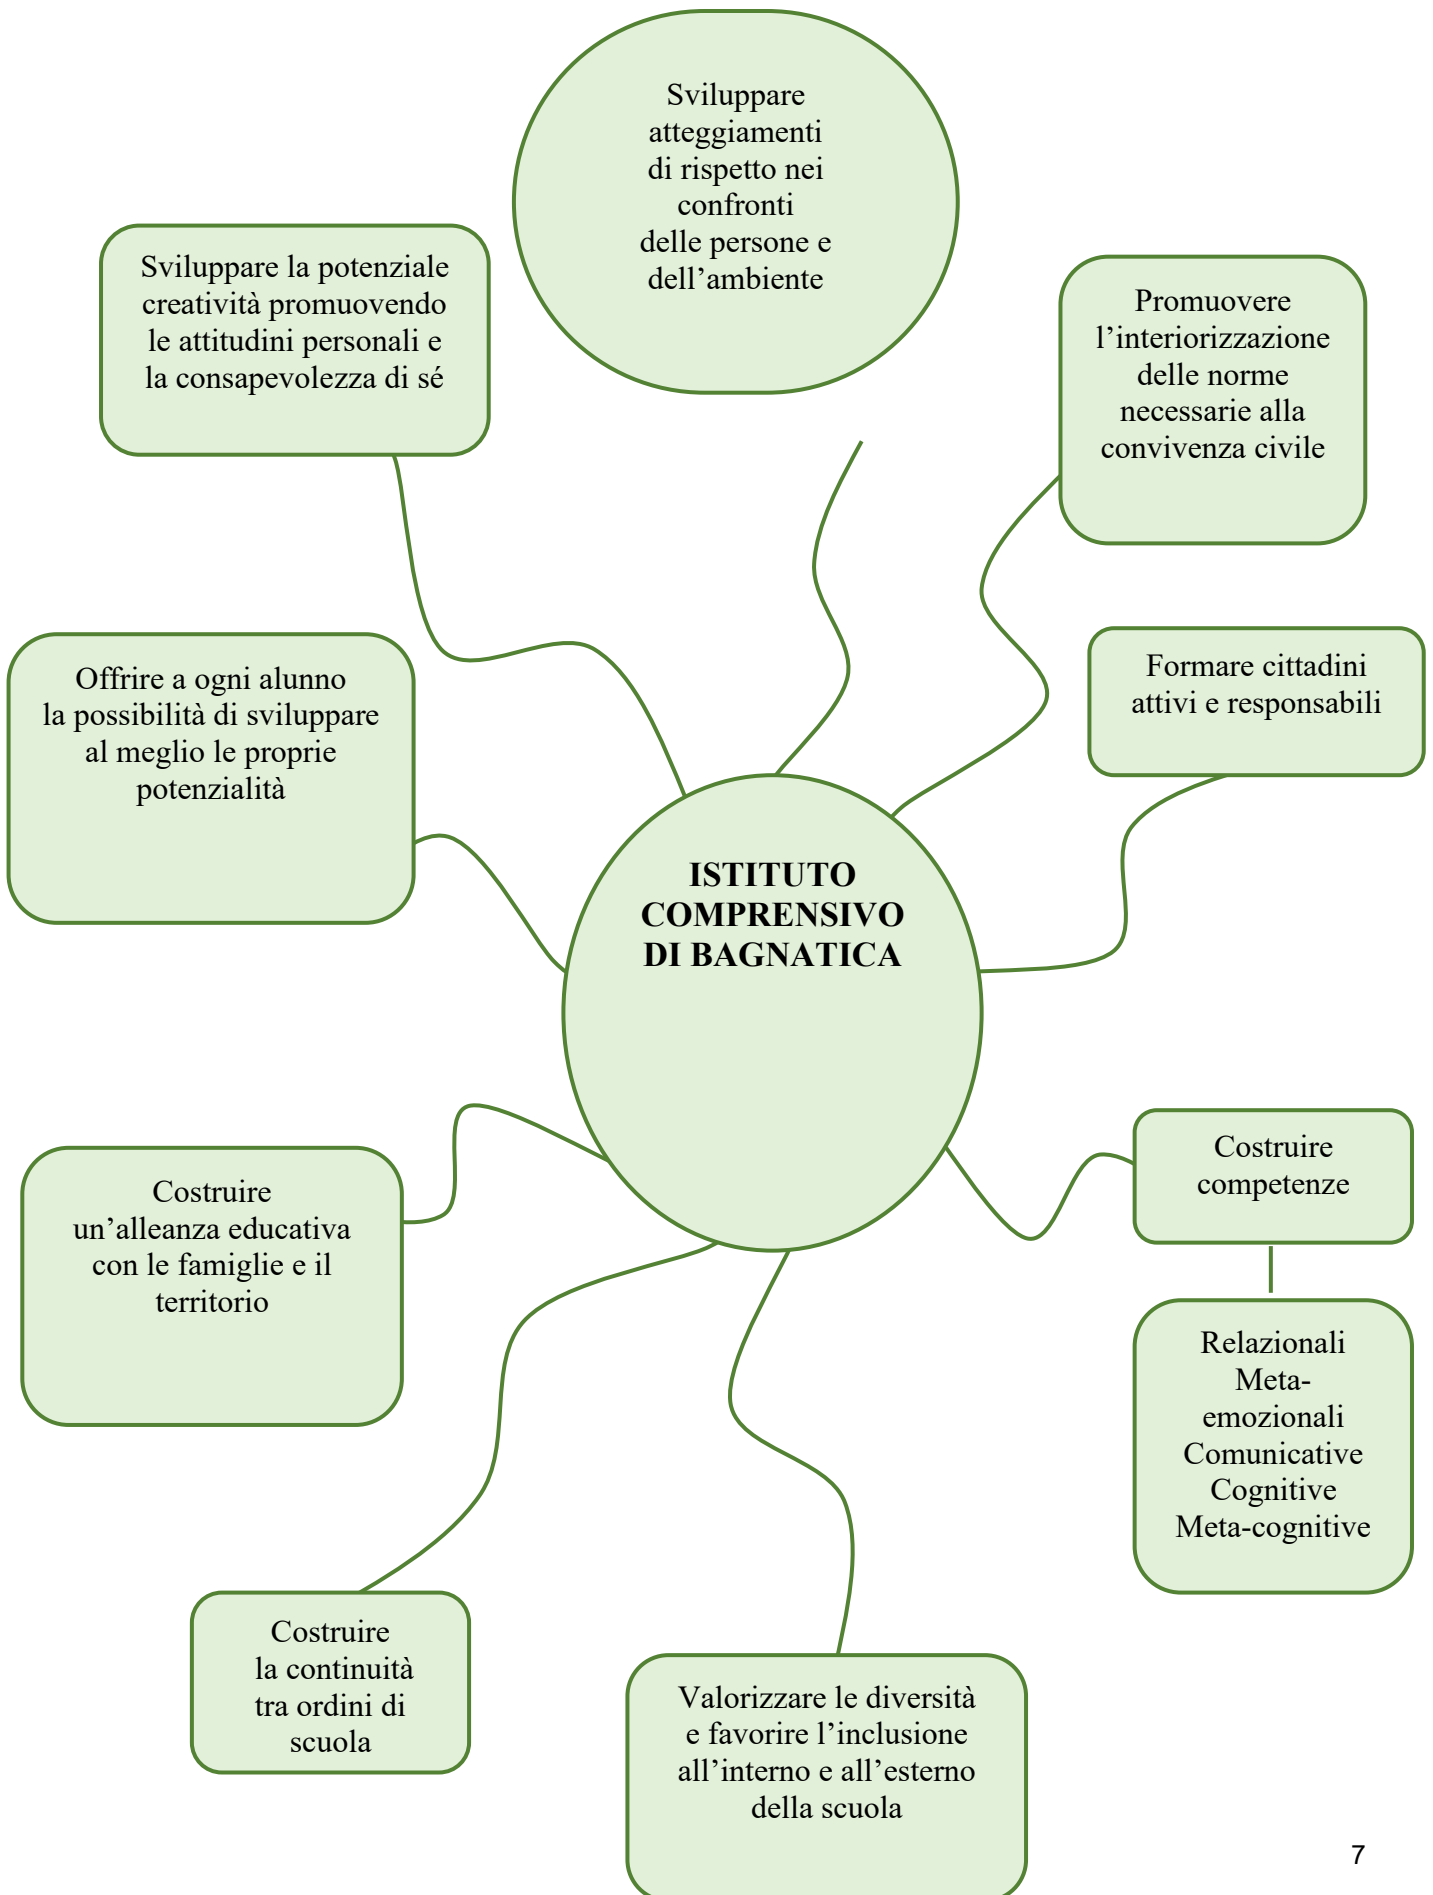 Sviluppare
atteggiamenti
di rispetto nei
confronti
delle persone e
dell’ambiente
Sviluppare la potenziale
creatività promuovendo
le attitudini personali e
la consapevolezza di sé
Promuovere
l’interiorizzazione
delle norme
necessarie alla
convivenza civile
Offrire a ogni alunno
la possibilità di sviluppare
al meglio le proprie
potenzialità
Formare cittadini
attivi e responsabili
ISTITUTO
COMPRENSIVO
DI BAGNATICA
Costruire
un’alleanza educativa
con le famiglie e il
territorio
Costruire
competenze
Relazionali
Meta-
emozionali
Comunicative
Cognitive
Meta-cognitive
Costruire
la continuità
tra ordini di
scuola
Valorizzare le diversità
e favorire l’inclusione
all’interno e all’esterno
della scuola
7